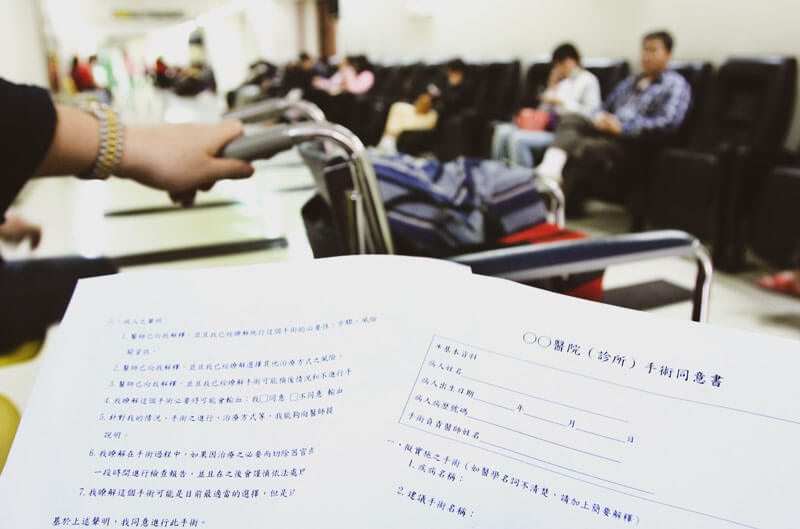 三、病人之聲明
1.醫師已向我解釋，並且我已經瞭解施行這個手術的必要性、步驟、風險
2.醫師已向我解釋，並且我已經瞭解選擇其他治療方式之風險。
3.醫師已向我解釋，並且我已經瞭解手術可能預後情況和不進行手
4.我瞭解這個手術必要時可能會輸血；我□同意 □不同意 輸血
5.針對我的情況、手術之進行、治療方式等，我能夠向醫師提
說明。
6.我瞭解在手術過程中，如果因治療之必要而切除器官
一段時間進行檢查報告，並且在之後會謹慎依法處
7.我瞭解這個手術可能是目前最適當的選擇，但是
基於上述聲明，我同意進行此手術。
○○醫院（診所）手術同意書
＊基本資料
病人姓名
病人出生日期 年 月 日
病人病歷號碼
手術負責醫師姓名
一、擬實施之手術（如醫學名詞不清楚，請加上簡要解釋）
1.疾病名稱：
2.建議手術名稱：